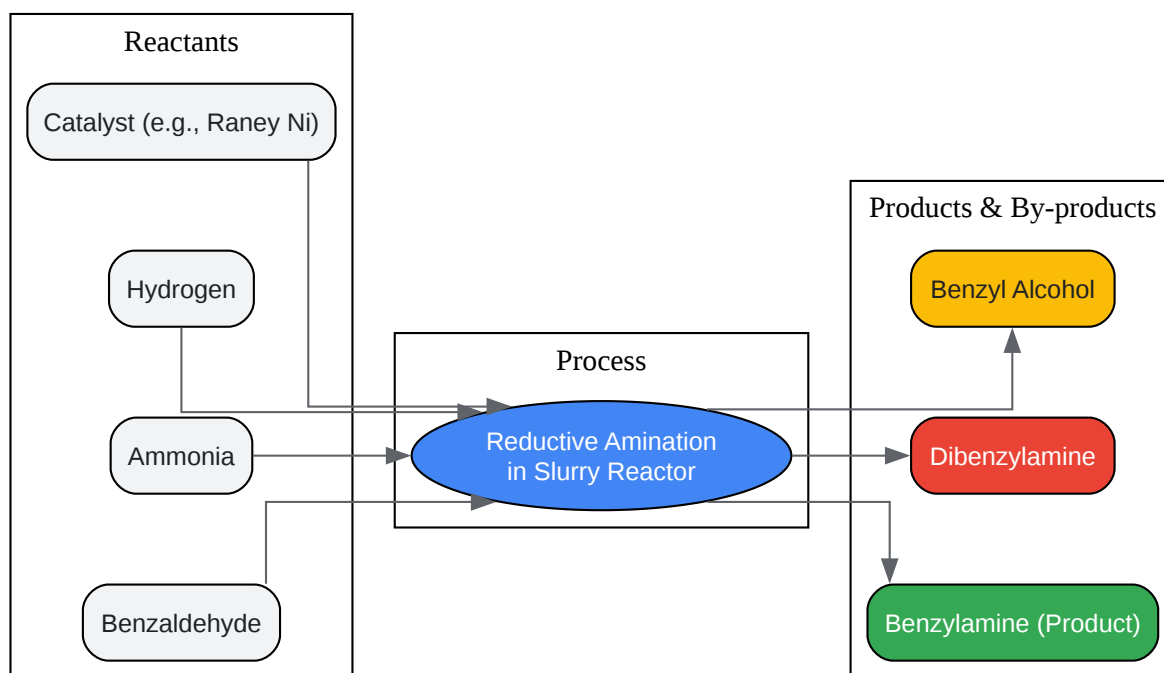 Reactants
Catalyst (e.g., Raney Ni)
Hydrogen
Ammonia
Benzaldehyde
Process
Reductive Amination
in Slurry Reactor
Products & By-products
Benzyl Alcohol
Dibenzylamine
Benzylamine (Product)